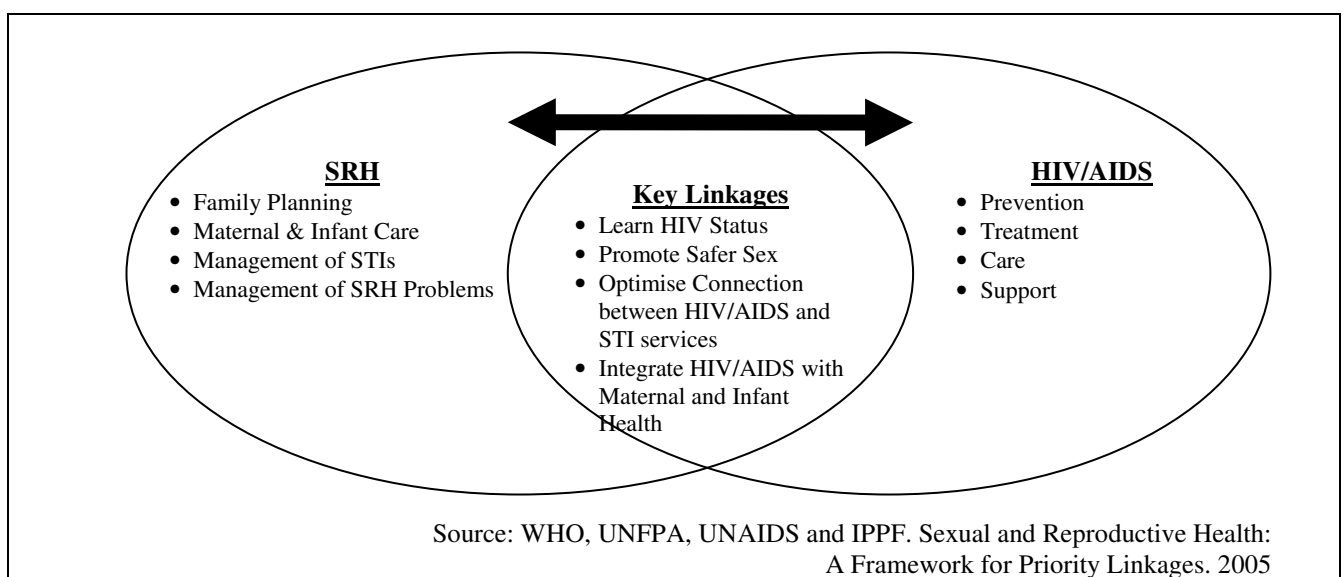 SRH
• Family Planning
• Maternal & Infant Care
• Management of STIs
• Management of SRH Problems
Key Linkages
• Learn HIV Status
• Promote Safer Sex
• Optimise Connection
between HIV/AIDS and
STI services
• Integrate HIV/AIDS with
Maternal and Infant
Health
HIV/AIDS
• Prevention
• Treatment
• Care
• Support
Source: WHO, UNFPA, UNAIDS and IPPF. Sexual and Reproductive Health:
A Framework for Priority Linkages. 2005